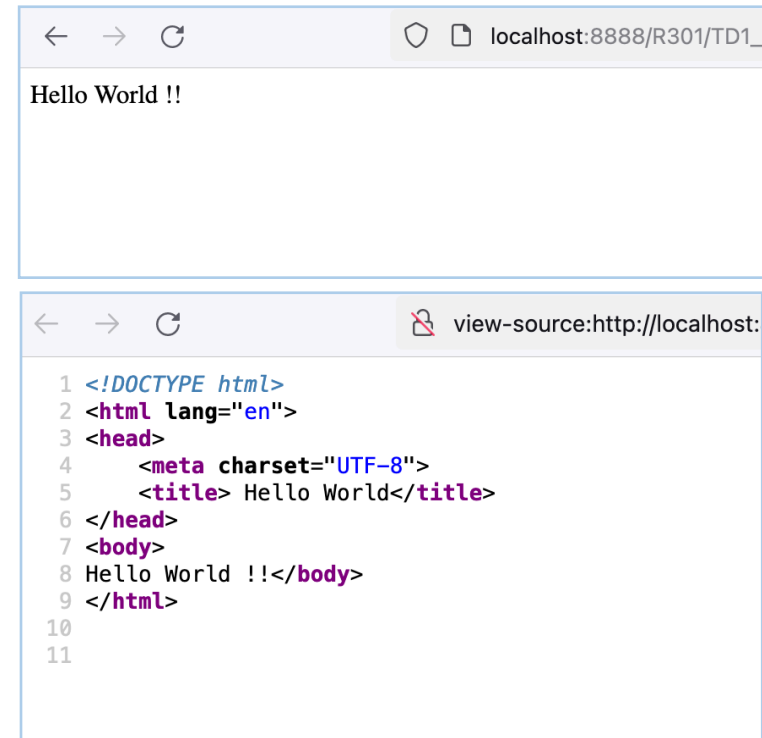 localhost:8888/R301/TD1_
Hello World !!
view-source:http://localhost:
1 <!DOCTYPE html>
2 <html lang="en">
3 <head>
4     <meta charset="UTF-8">
5     <title> Hello World</title>
6 </head>
7 <body>
8 Hello World !!</body>
9 </html>
10
11